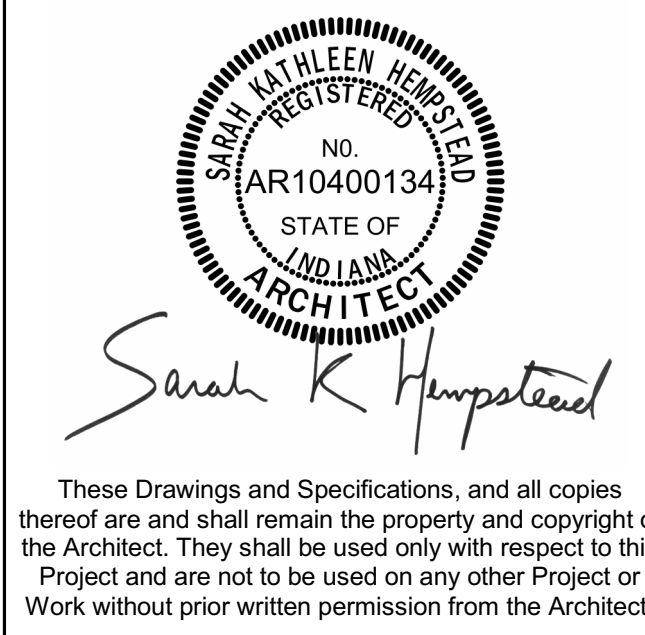 SARAH KATHLEEN HEMPSTEAD
REGISTERED
N0.
AR10400134
STATE OF
INDIANA
ARCHITECT
Sarah K Hempstead
These Drawings and Specifications, and all copies
thereof are and shall remain the property and copyright o
the Architect. They shall be used only with respect to thi
Project and are not to be used on any other Project or
Work without prior written permission from the Architect